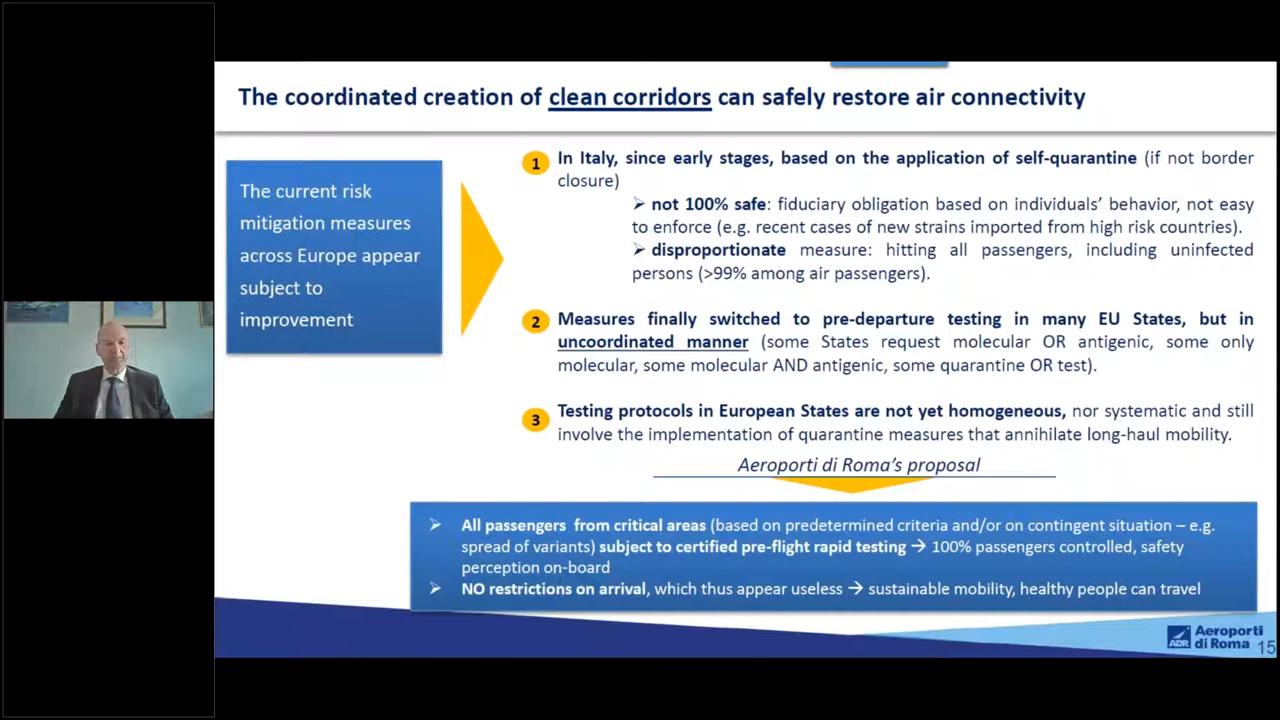 The coordinated creation of clean corridors can safely restore air connectivity
The current risk
mitigation measures
across Europe appear
subject to
improvement
1
In Italy, since early stages, based on the application of self-quarantine (if not border
closure)
➢ not 100% safe: fiduciary obligation based on individuals’ behavior, not easy
to enforce (e.g. recent cases of new strains imported from high risk countries).
➢ disproportionate measure: hitting all passengers, including uninfected
persons (>99% among air passengers).
2
Measures finally switched to pre-departure testing in many EU States, but in
uncoordinated manner (some States request molecular OR antigenic, some only
molecular, some molecular AND antigenic, some quarantine OR test).
3
Testing protocols in European States are not yet homogeneous, nor systematic and still
involve the implementation of quarantine measures that annihilate long-haul mobility.
Aeroporti di Roma’s proposal
➢ All passengers from critical areas (based on predetermined criteria and/or on contingent situation – e.g.
spread of variants) subject to certified pre-flight rapid testing → 100% passengers controlled, safety
perception on-board
➢ NO restrictions on arrival, which thus appear useless → sustainable mobility, healthy people can travel
ADR
Aeroporti
di Roma
15